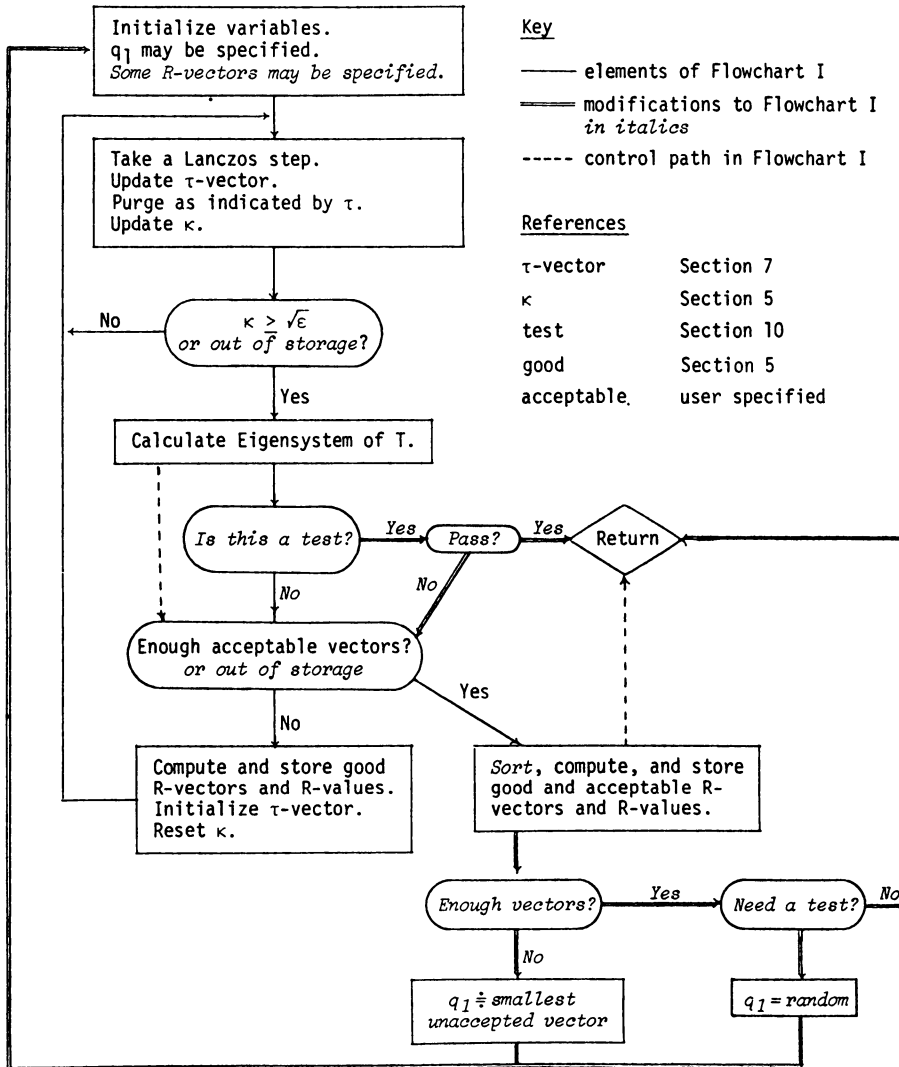 Initialize variables.
q1 may be specified.
Some R-vectors may be specified.
Take a Lanczos step.
Update τ-vector.
Purge as indicated by τ.
Update κ.
κ ≥ √ε
or out of storage?
No
Yes
Calculate Eigensystem of T.
Is this a test?
Yes
Pass?
Yes
Return
No
No
Enough acceptable vectors?
or out of storage
Yes
No
Compute and store good
R-vectors and R-values.
Initialize τ-vector.
Reset κ.
Sort, compute, and store
good and acceptable R-
vectors and R-values.
Enough vectors?
Yes
Need a test?
No
No
q1 ≑ smallest
unaccepted vector
q1 = random
Key
elements of Flowchart I
modifications to Flowchart I
in italics
control path in Flowchart I
References
τ-vector Section 7
κ Section 5
test Section 10
good Section 5
acceptable. user specified